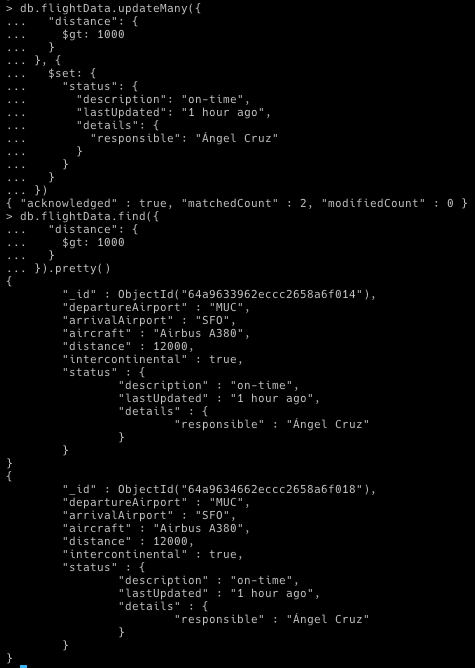 > db.flightData.updateMany({
...   "distance": {
...     $gt: 1000
...   }
... }, {
...   $set: {
...     "status": {
...       "description": "on-time",
...       "lastUpdated": "1 hour ago",
...       "details": {
...         "responsible": "Ángel Cruz"
...       }
...     }
...   }
... })
{ "acknowledged" : true, "matchedCount" : 2, "modifiedCount" : 0 }
> db.flightData.find({
...   "distance": {
...     $gt: 1000
...   }
... }).pretty()
{
        "_id" : ObjectId("64a9633962eccc2658a6f014"),
        "departureAirport" : "MUC",
        "arrivalAirport" : "SFO",
        "aircraft" : "Airbus A380",
        "distance" : 12000,
        "intercontinental" : true,
        "status" : {
                "description" : "on-time",
                "lastUpdated" : "1 hour ago",
                "details" : {
                        "responsible" : "Ángel Cruz"
                }
        }
}
{
        "_id" : ObjectId("64a9634662eccc2658a6f018"),
        "departureAirport" : "MUC",
        "arrivalAirport" : "SFO",
        "aircraft" : "Airbus A380",
        "distance" : 12000,
        "intercontinental" : true,
        "status" : {
                "description" : "on-time",
                "lastUpdated" : "1 hour ago",
                "details" : {
                        "responsible" : "Ángel Cruz"
                }
        }
}